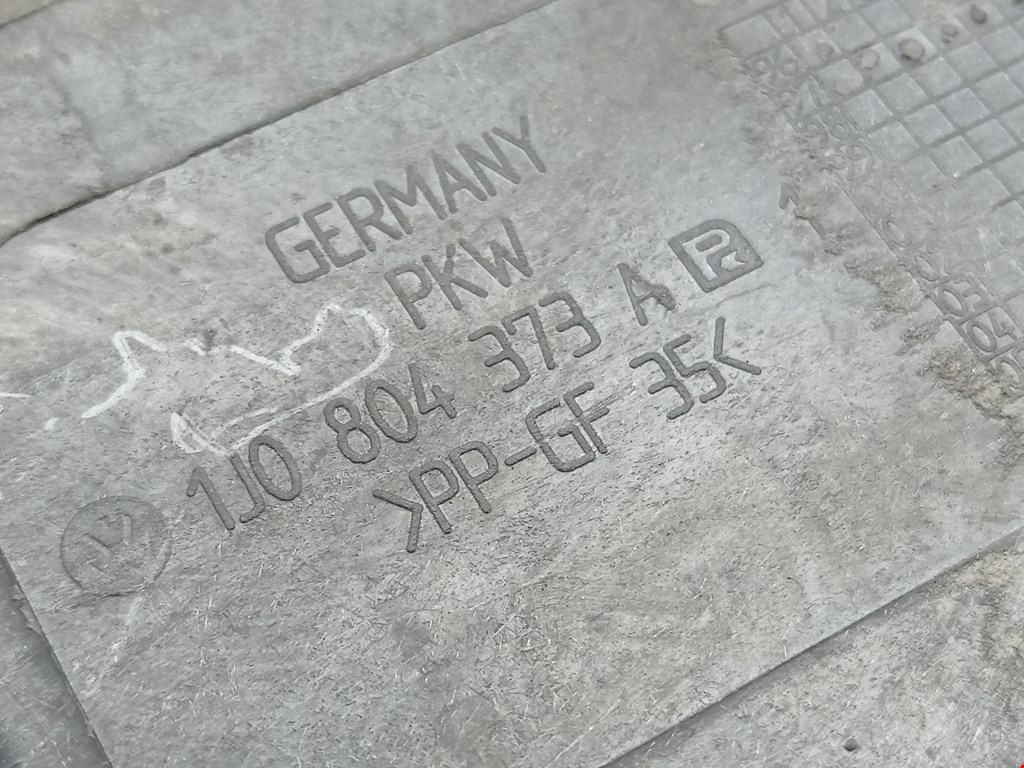 GERMANY
PKW
1J0 804 373 A
>PP-GF 35<